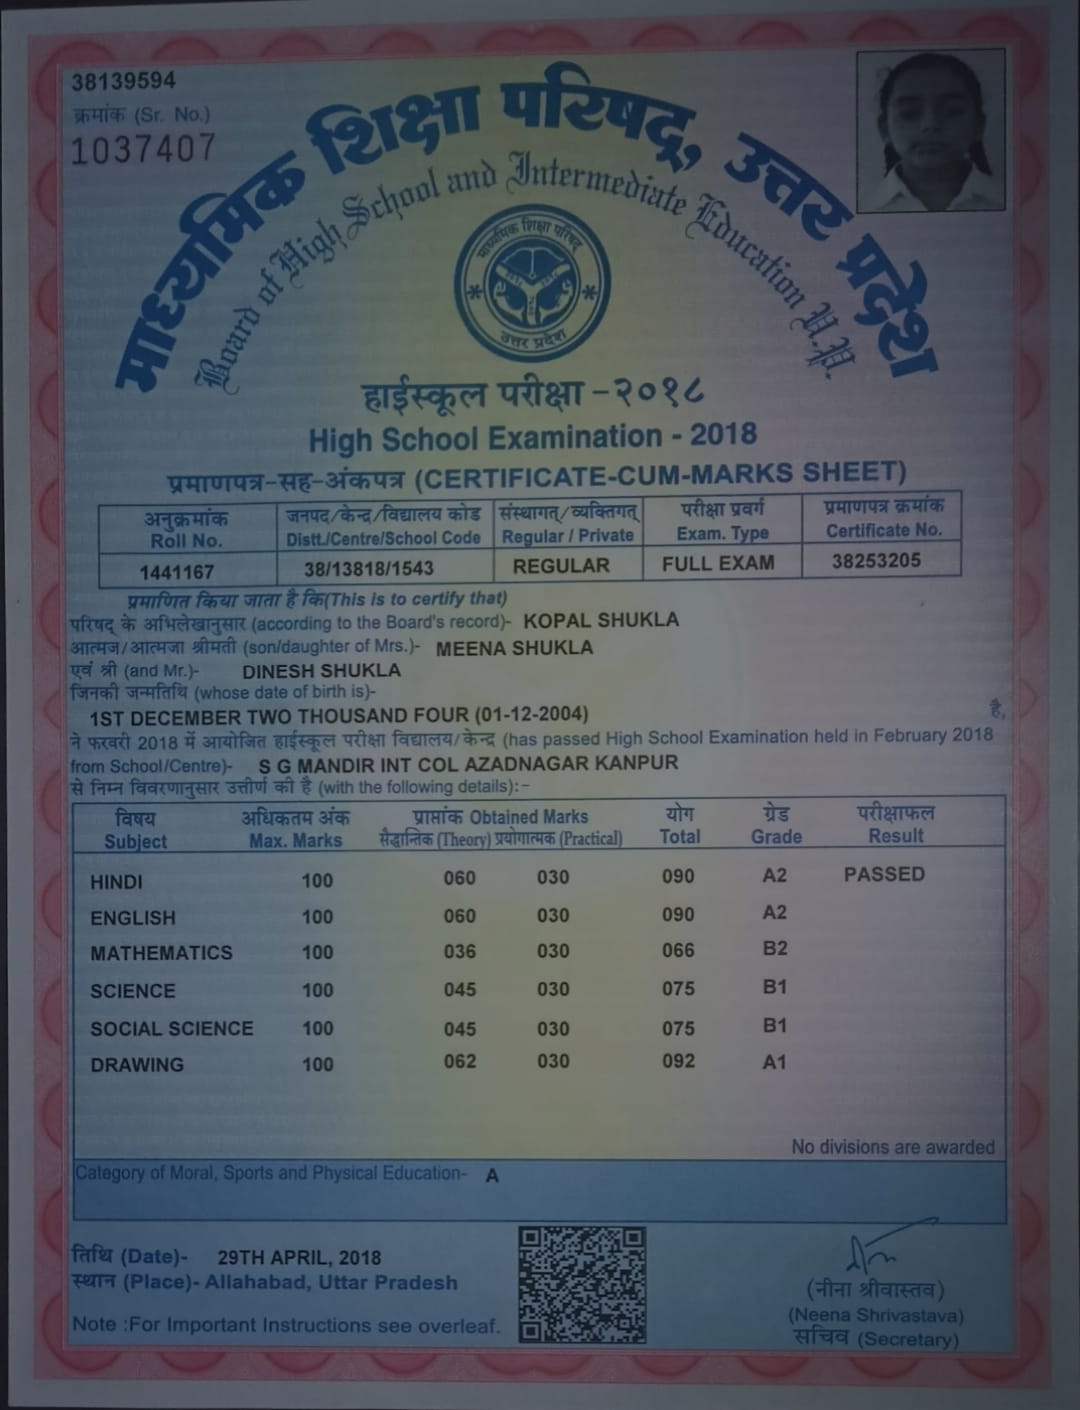 38139594
क्रमांक (Sr. No.)
1037407
माध्यमिक शिक्षा परिषद्, उत्तर प्रदेश
Board of High School and Intermediate Education U.P.
माध्यमिक शिक्षा परिषद्
उत्तर प्रदेश
हाईस्कूल परीक्षा -२०१८
High School Examination - 2018
प्रमाणपत्र-सह-अंकपत्र (CERTIFICATE-CUM-MARKS SHEET)
अनुक्रमांक जनपद/केन्द्र/विद्यालय कोड संस्थागत्/व्यक्तिगत् परीक्षा प्रवर्ग प्रमाणपत्र क्रमांक
Roll No. Distt./Centre/School Code Regular / Private Exam. Type Certificate No.
1441167 38/13818/1543 REGULAR FULL EXAM 38253205
प्रमाणित किया जाता है कि(This is to certify that)
परिषद् के अभिलेखानुसार (according to the Board's record)- KOPAL SHUKLA
आत्मज/आत्मजा श्रीमती (son/daughter of Mrs.)- MEENA SHUKLA
एवं श्री (and Mr.)- DINESH SHUKLA
जिनकी जन्मतिथि (whose date of birth is)-
1ST DECEMBER TWO THOUSAND FOUR (01-12-2004) है,
ने फरवरी 2018 में आयोजित हाईस्कूल परीक्षा विद्यालय/केन्द्र (has passed High School Examination held in February 2018
from School/Centre)- S G MANDIR INT COL AZADNAGAR KANPUR
से निम्न विवरणानुसार उत्तीर्ण की है (with the following details):-
विषय अधिकतम अंक प्राप्तांक Obtained Marks योग ग्रेड परीक्षाफल
Subject Max. Marks सैद्धान्तिक (Theory) प्रयोगात्मक (Practical) Total Grade Result
HINDI 100 060 030 090 A2 PASSED
ENGLISH 100 060 030 090 A2
MATHEMATICS 100 036 030 066 B2
SCIENCE 100 045 030 075 B1
SOCIAL SCIENCE 100 045 030 075 B1
DRAWING 100 062 030 092 A1
No divisions are awarded
Category of Moral, Sports and Physical Education- A
तिथि (Date)- 29TH APRIL, 2018
स्थान (Place)- Allahabad, Uttar Pradesh
Note :For Important Instructions see overleaf.
(नीना श्रीवास्तव)
(Neena Shrivastava)
सचिव (Secretary)